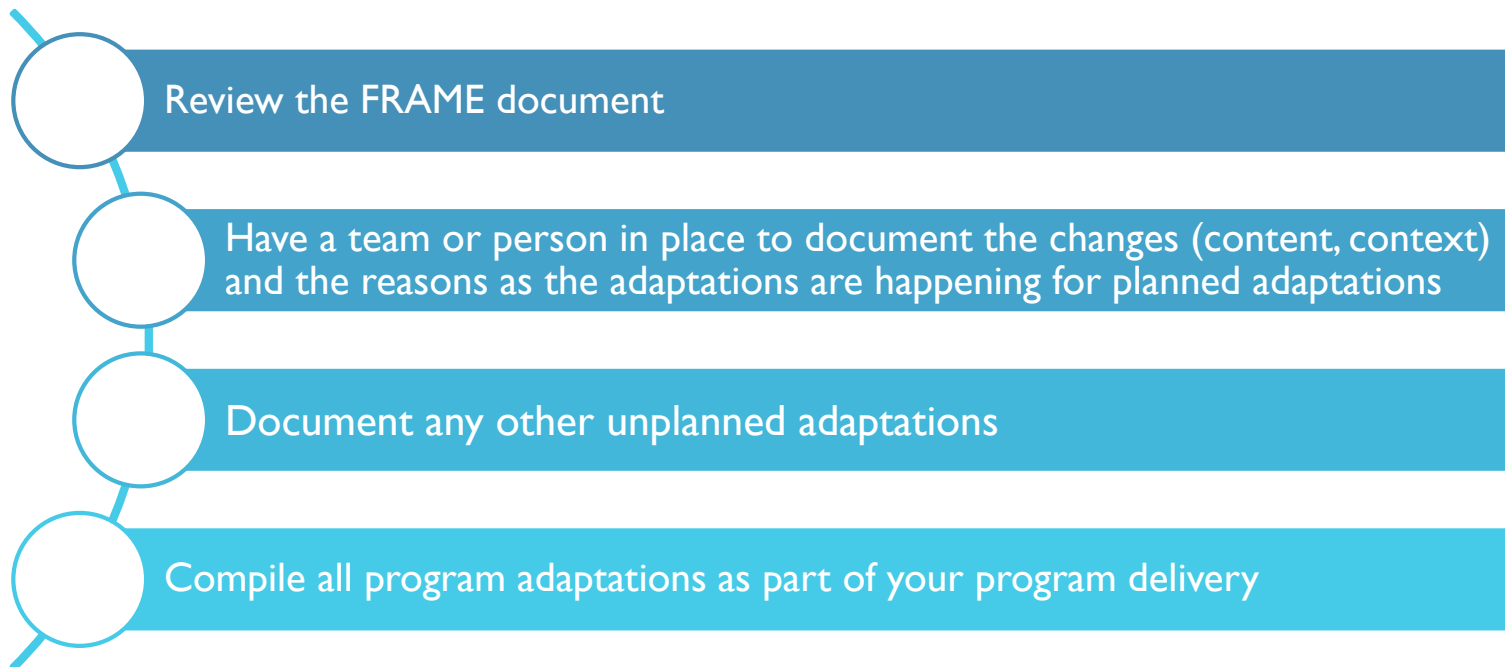 Review the FRAME document
Have a team or person in place to document the changes (content, context)
and the reasons as the adaptations are happening for planned adaptations
Document any other unplanned adaptations
Compile all program adaptations as part of your program delivery